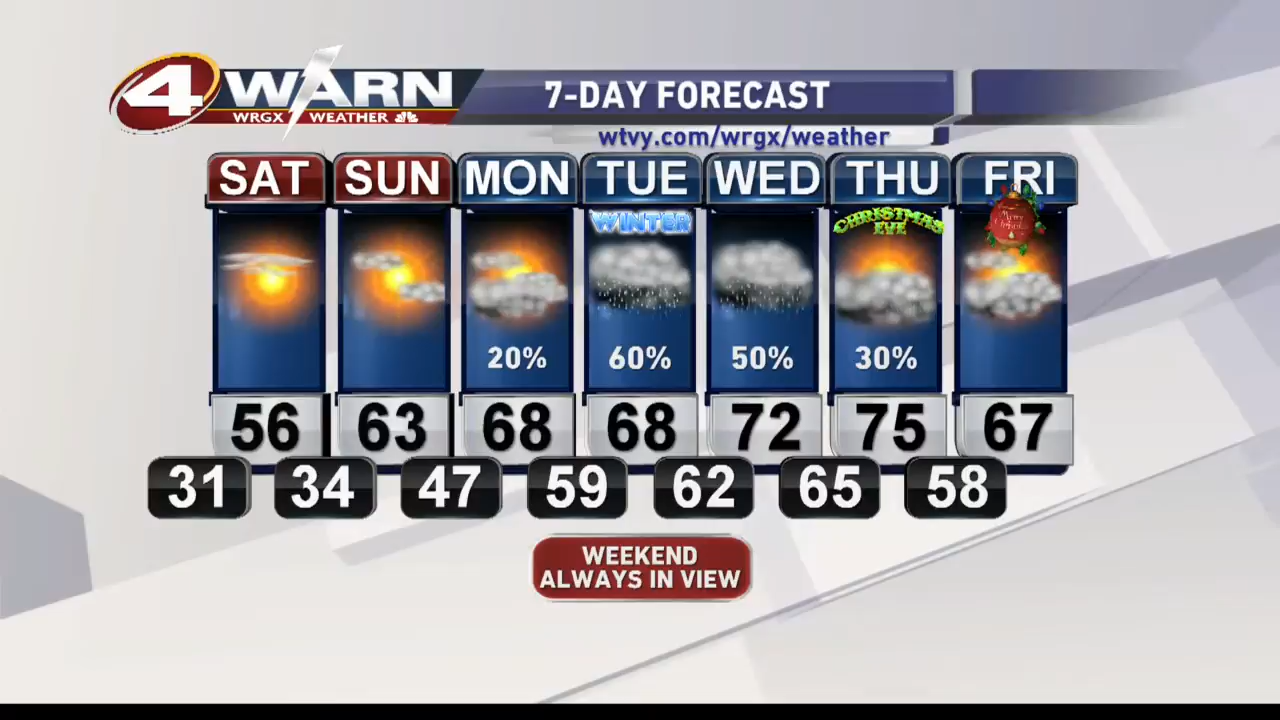 4 WARN
WRGX WEATHER
7-DAY FORECAST
wtvy.com/wrgx/weather
SAT SUN MON TUE WED THU FRI
WINTER CHRISTMAS EVE Merry Christmas
20% 60% 50% 30%
56 63 68 68 72 75 67
31 34 47 59 62 65 58
WEEKEND
ALWAYS IN VIEW